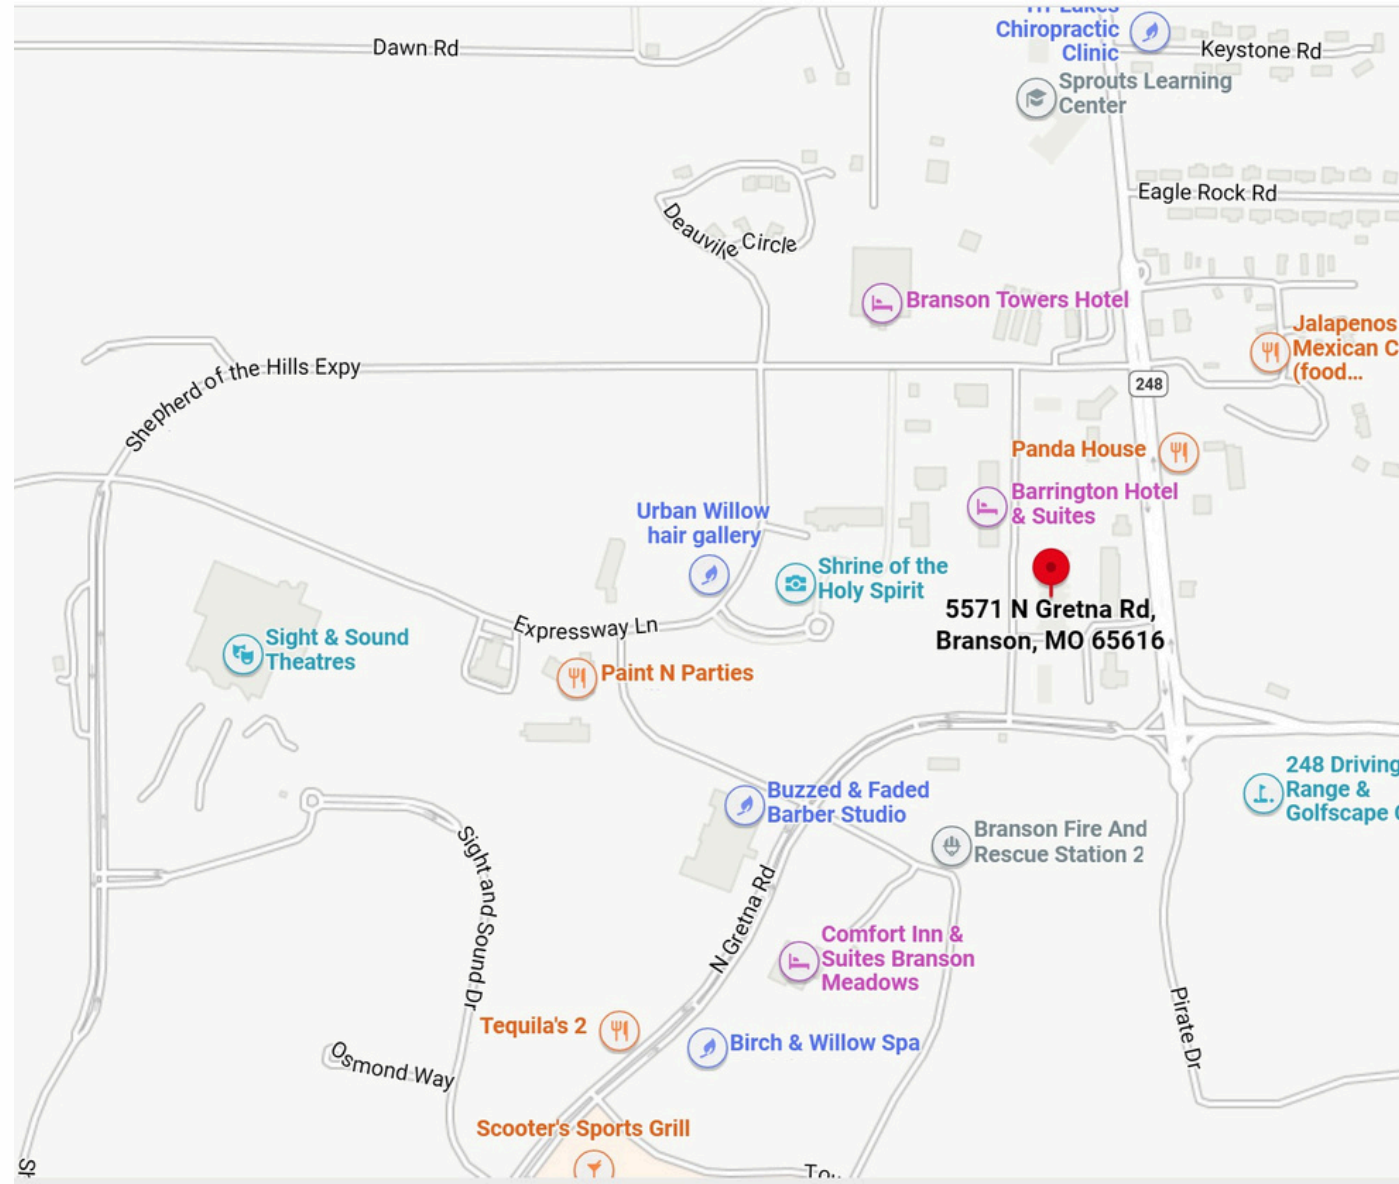 Tri-Lakes
Chiropractic
Clinic
Dawn Rd
Keystone Rd
Sprouts Learning
Center
Eagle Rock Rd
Deauville Circle
Branson Towers Hotel
Jalapenos
Mexican C
(food...
Shepherd of the Hills Expy
248
Panda House
Barrington Hotel
& Suites
Urban Willow
hair gallery
Shrine of the
Holy Spirit
5571 N Gretna Rd,
Branson, MO 65616
Expressway Ln
Sight & Sound
Theatres
Paint N Parties
248 Driving
Range &
Golfscape
Buzzed & Faded
Barber Studio
Branson Fire And
Rescue Station 2
Sight and Sound Dr
N Gretna Rd
Comfort Inn &
Suites Branson
Meadows
Pirate Dr
Tequila's 2
Birch & Willow Spa
Osmond Way
Scooter's Sports Grill